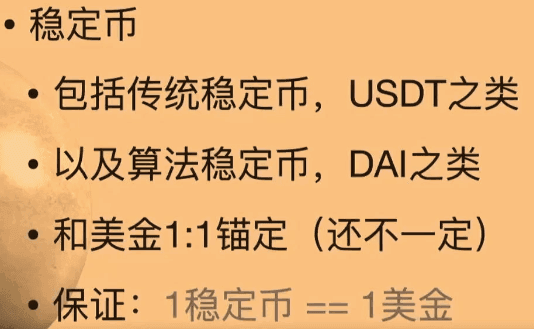 • 稳定币
• 包括传统稳定币，USDT之类
• 以及算法稳定币，DAI之类
• 和美金1:1锚定（还不一定）
• 保证：1稳定币 == 1美金